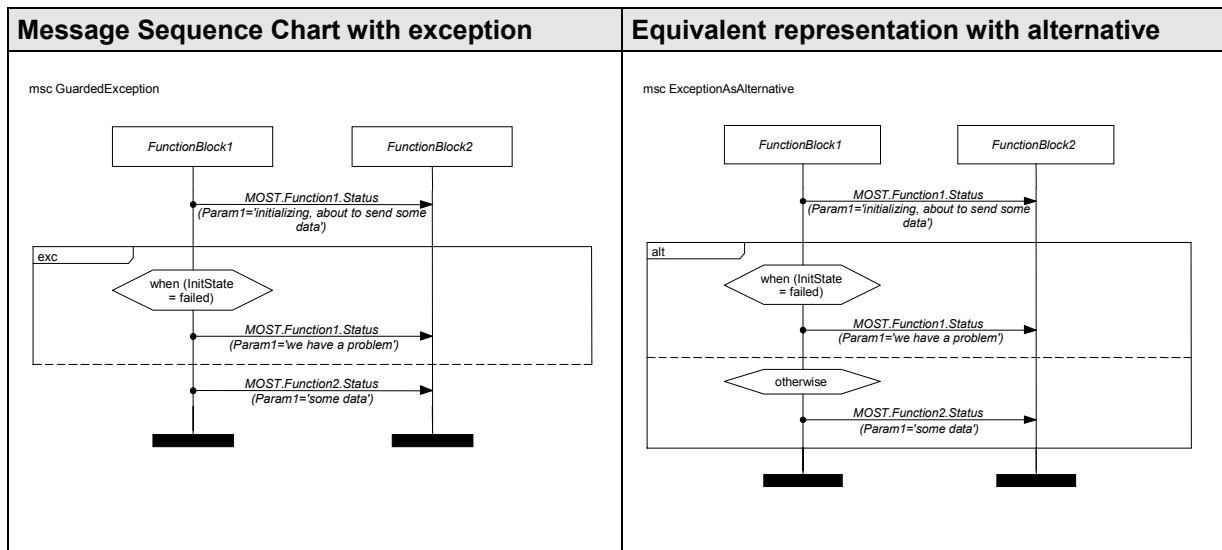 Message Sequence Chart with exception
Equivalent representation with alternative
msc GuardedException
FunctionBlock1
FunctionBlock2
MOST.Function1.Status
(Param1='initializing, about to send some
data')
exc
when (InitState
= failed)
MOST.Function1.Status
(Param1='we have a problem')
MOST.Function2.Status
(Param1='some data')
msc ExceptionAsAlternative
FunctionBlock1
FunctionBlock2
MOST.Function1.Status
(Param1='initializing, about to send some
data')
alt
when (InitState
= failed)
MOST.Function1.Status
(Param1='we have a problem')
otherwise
MOST.Function2.Status
(Param1='some data')